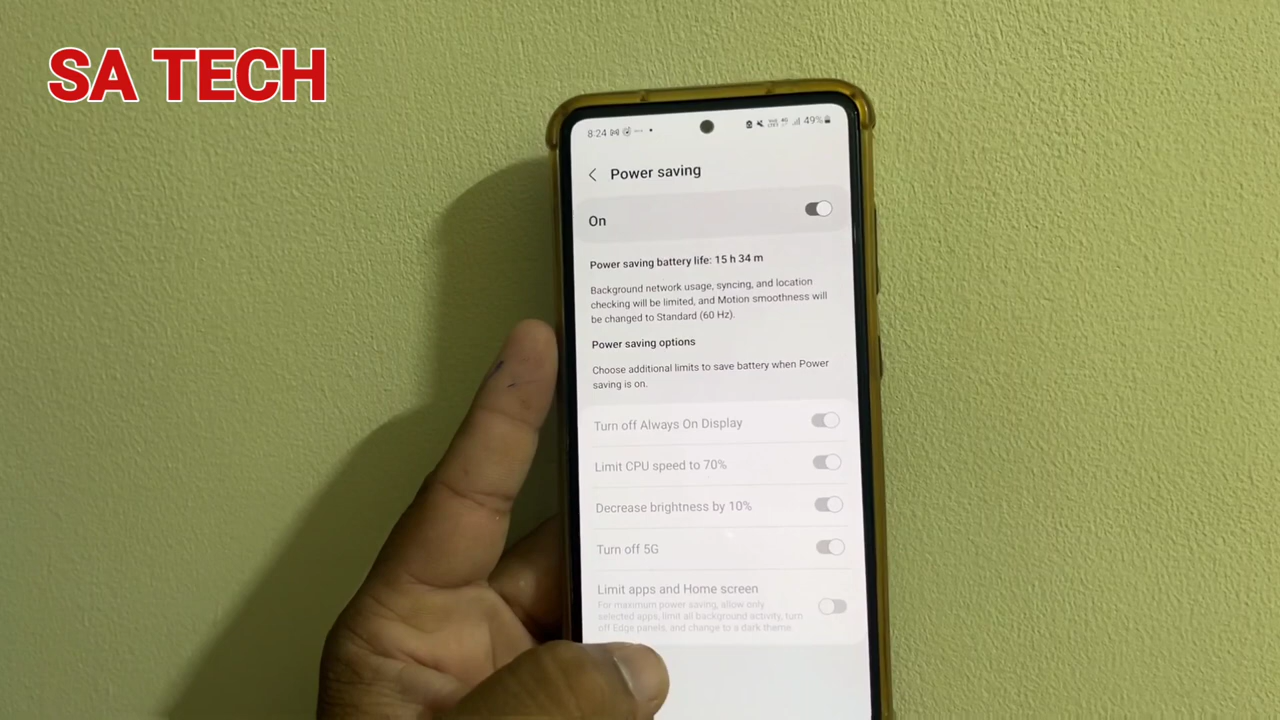 SA TECH
8:24
49%
Power saving
On
Power saving battery life: 15 h 34 m
Background network usage, syncing, and location
checking will be limited, and Motion smoothness will
be changed to Standard (60 Hz).
Power saving options
Choose additional limits to save battery when Power
saving is on.
Turn off Always On Display
Limit CPU speed to 70%
Decrease brightness by 10%
Turn off 5G
Limit apps and Home screen
For maximum power saving, allow only
selected apps, limit all background activity, turn
off Edge panels, and change to a dark theme.